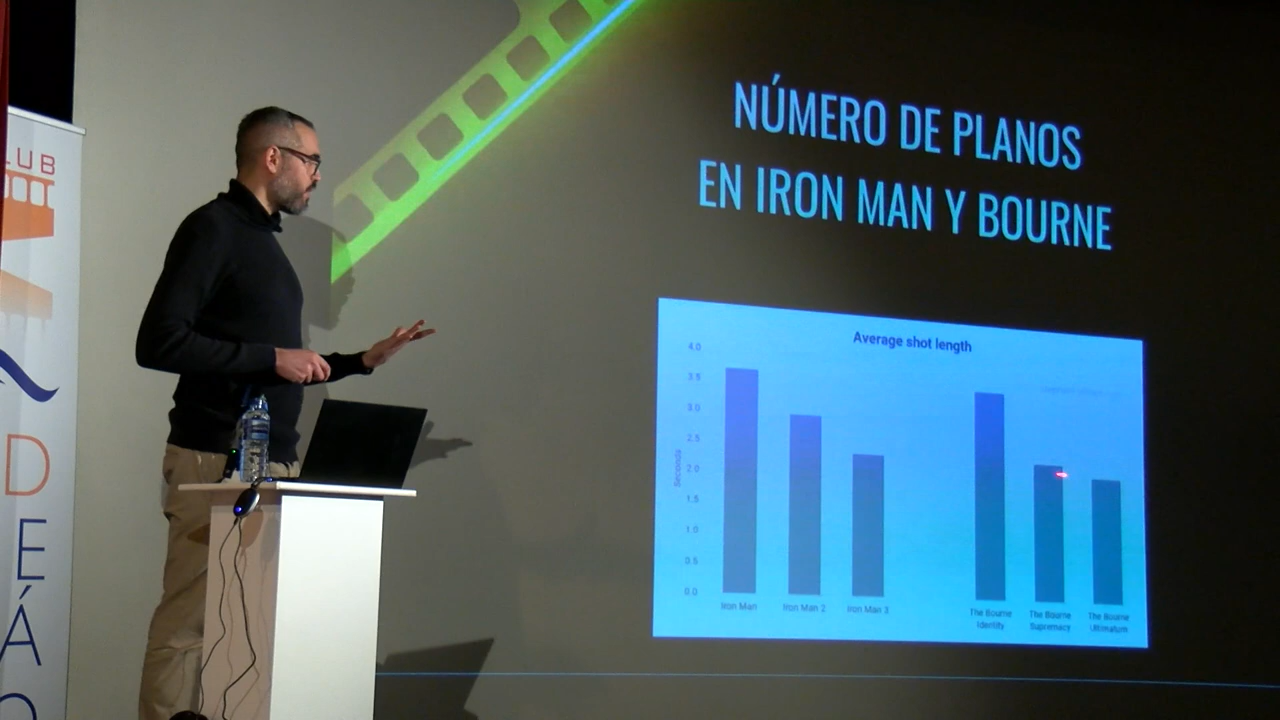 LUB
D
E
Á
NÚMERO DE PLANOS
EN IRON MAN Y BOURNE
Average shot length
4.0
3.5
3.0
2.5
2.0
1.5
1.0
0.5
0.0
Seconds
Iron Man
Iron Man 2
Iron Man 3
The Bourne
Identity
The Bourne
Supremacy
The Bourne
Ultimatum